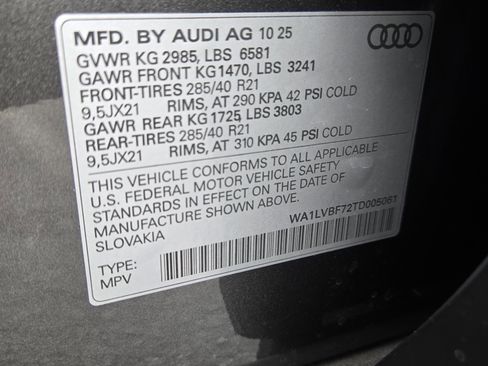 MFD. BY AUDI AG 10 25
GVWR KG 2985, LBS 6581
GAWR FRONT KG1470, LBS 3241
FRONT-TIRES 285/40 R21
9,5JX21 RIMS, AT 290 KPA 42 PSI COLD
GAWR REAR KG 1725, LBS 3803
REAR-TIRES 285/40 R21
9,5JX21 RIMS, AT 310 KPA 45 PSI COLD
THIS VEHICLE CONFORMS TO ALL APPLICABLE
U.S. FEDERAL MOTOR VEHICLE SAFETY
STANDARDS IN EFFECT ON THE DATE OF
MANUFACTURE SHOWN ABOVE.
SLOVAKIA
WA1LVBF72TD005061
TYPE:
MPV